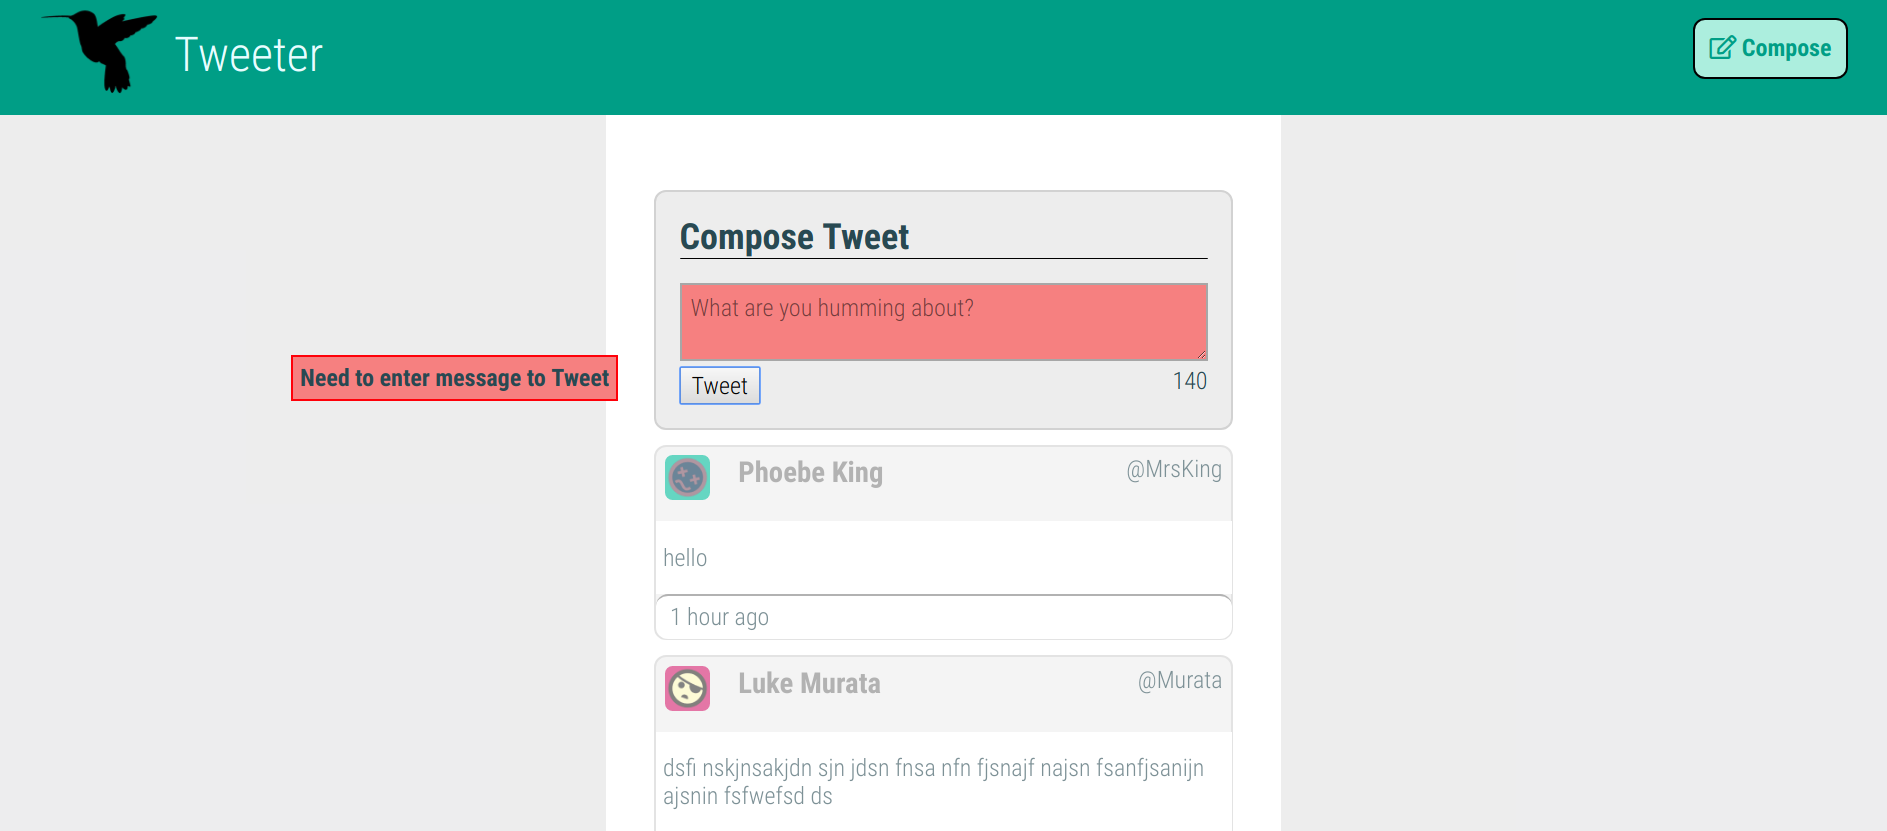 Tweeter
Compose
Compose Tweet
What are you humming about?
Need to enter message to Tweet
Tweet
140
Phoebe King
@MrsKing
hello
1 hour ago
Luke Murata
@Murata
dsfi nskjnsakjdn sjn jdsn fnsa nfn fjsnajf najsn fsanfjsanijn
ajsnin fsfwefsd ds